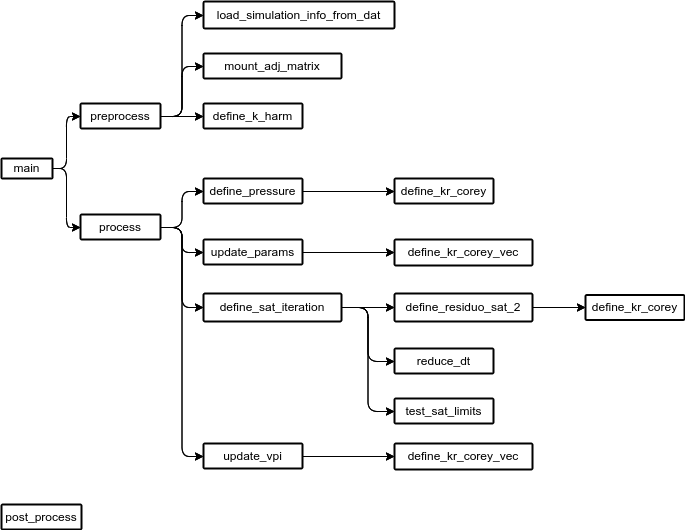 load_simulation_info_from_dat
mount_adj_matrix
preprocess
define_k_harm
main
define_pressure
define_kr_corey
process
update_params
define_kr_corey_vec
define_sat_iteration
define_residuo_sat_2
define_kr_corey
reduce_dt
test_sat_limits
update_vpi
define_kr_corey_vec
post_process